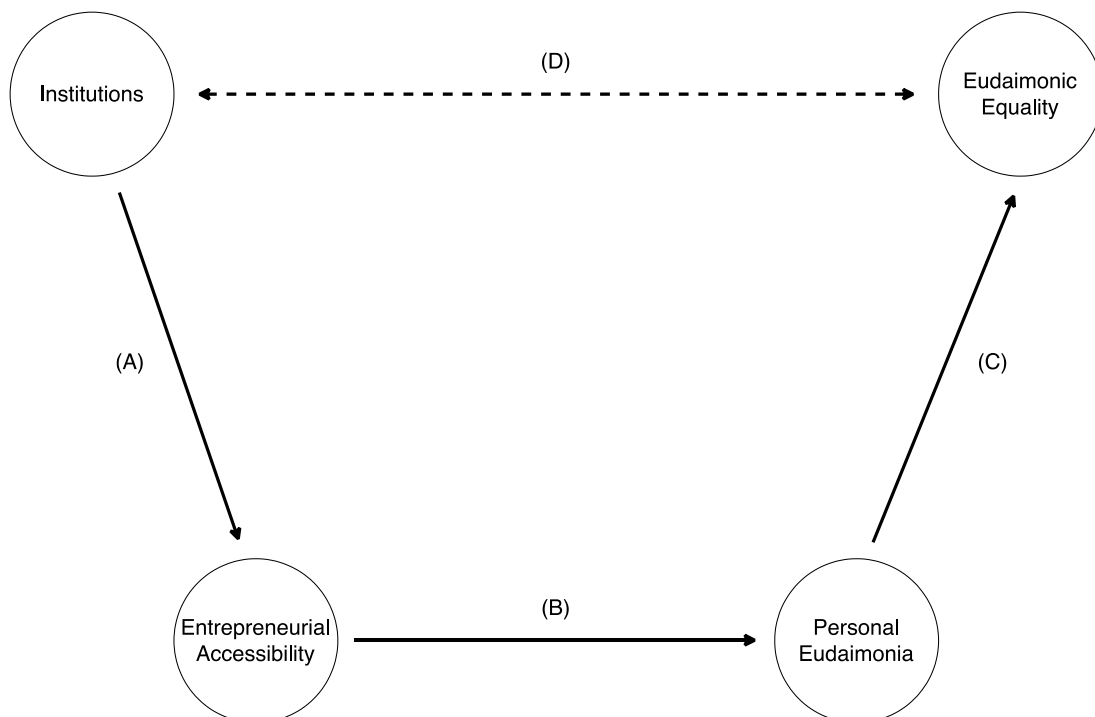 (D)
Institutions
Eudaimonic
Equality
(A)
(C)
(B)
Entrepreneurial
Accessibility
Personal
Eudaimonia